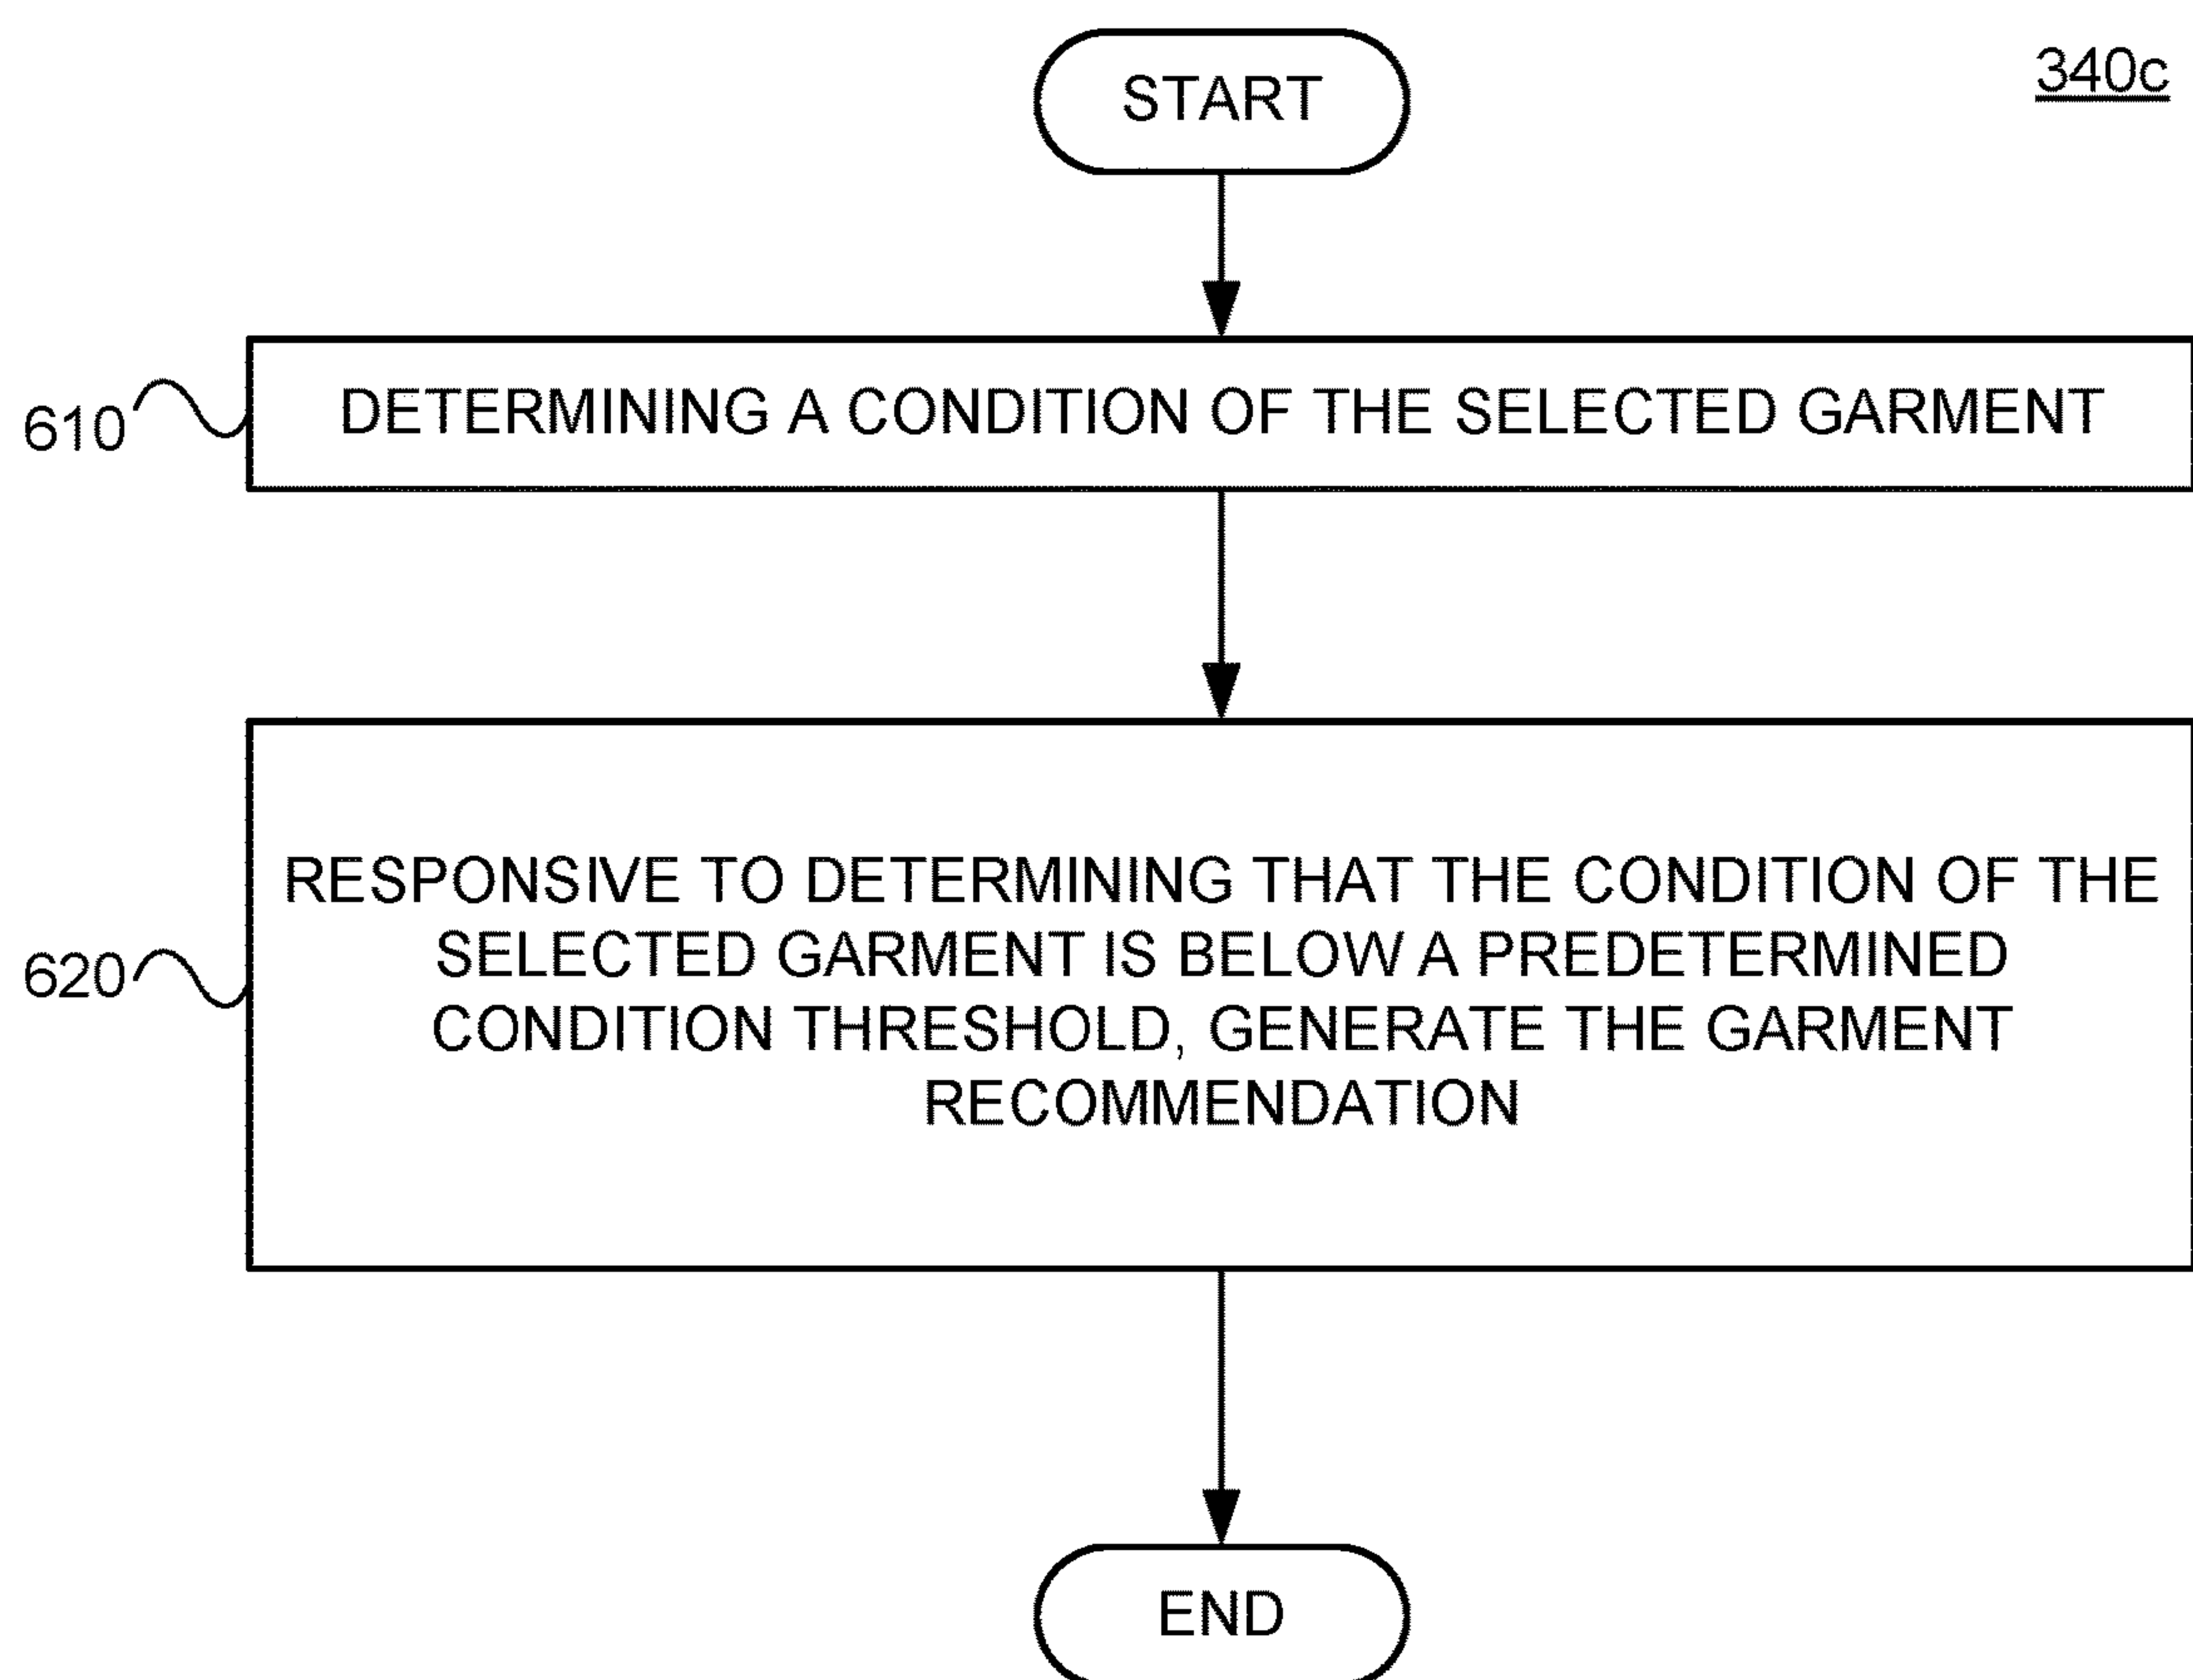 START
340c
610
DETERMINING A CONDITION OF THE SELECTED GARMENT
RESPONSIVE TO DETERMINING THAT THE CONDITION OF THE
SELECTED GARMENT IS BELOW A PREDETERMINED
CONDITION THRESHOLD, GENERATE THE GARMENT
RECOMMENDATION
620
END